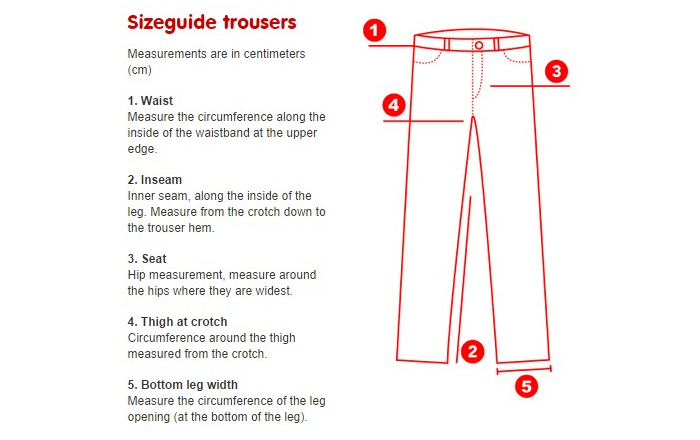 Sizeguide trousers
Measurements are in centimeters
(cm)
1. Waist
Measure the circumference along the
inside of the waistband at the upper
edge.
2. Inseam
Inner seam, along the inside of the
leg. Measure from the crotch down to
the trouser hem.
3. Seat
Hip measurement, measure around
the hips where they are widest.
4. Thigh at crotch
Circumference around the thigh
measured from the crotch.
5. Bottom leg width
Measure the circumference of the leg
opening (at the bottom of the leg).
1
3
4
2
5